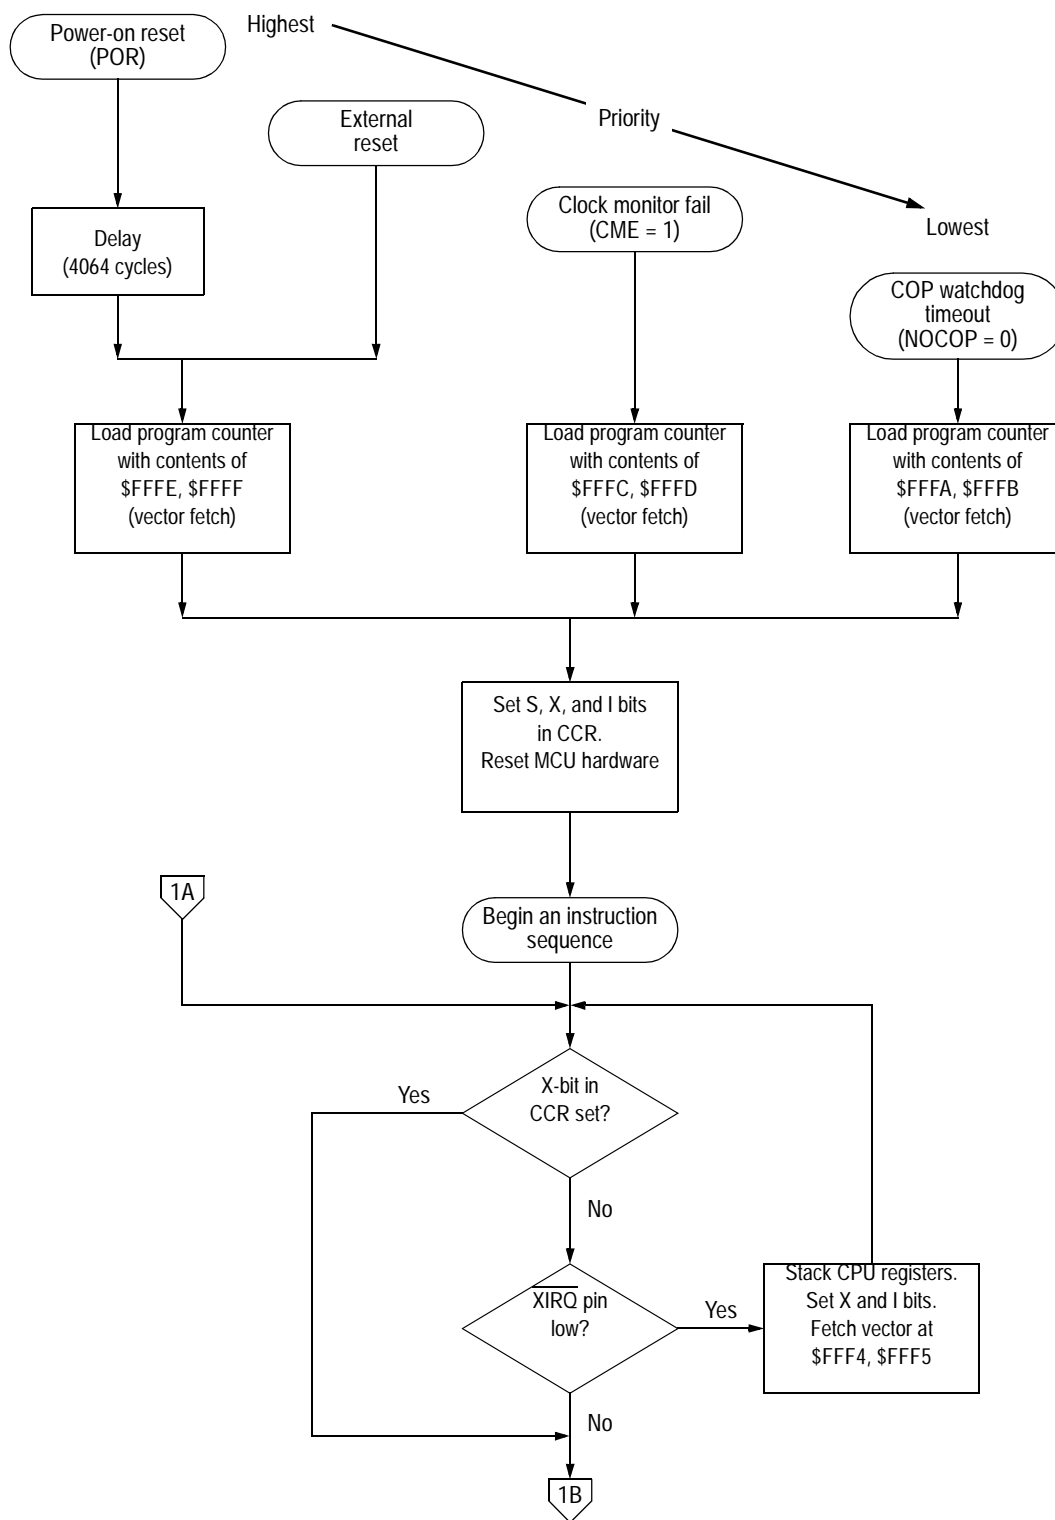 Power-on reset
(POR)
Highest
External
reset
Priority
Clock monitor fail
(CME = 1)
Lowest
Delay
(4064 cycles)
COP watchdog
timeout
(NOCOP = 0)
Load program counter
with contents of
$FFFE, $FFFF
(vector fetch)
Load program counter
with contents of
$FFFC, $FFFD
(vector fetch)
Load program counter
with contents of
$FFFA, $FFFB
(vector fetch)
Set S, X, and I bits
in CCR.
Reset MCU hardware
1A
Begin an instruction
sequence
Yes
X-bit in
CCR set?
No
XIRQ pin
low?
Yes
Stack CPU registers.
Set X and I bits.
Fetch vector at
$FFF4, $FFF5
No
1B